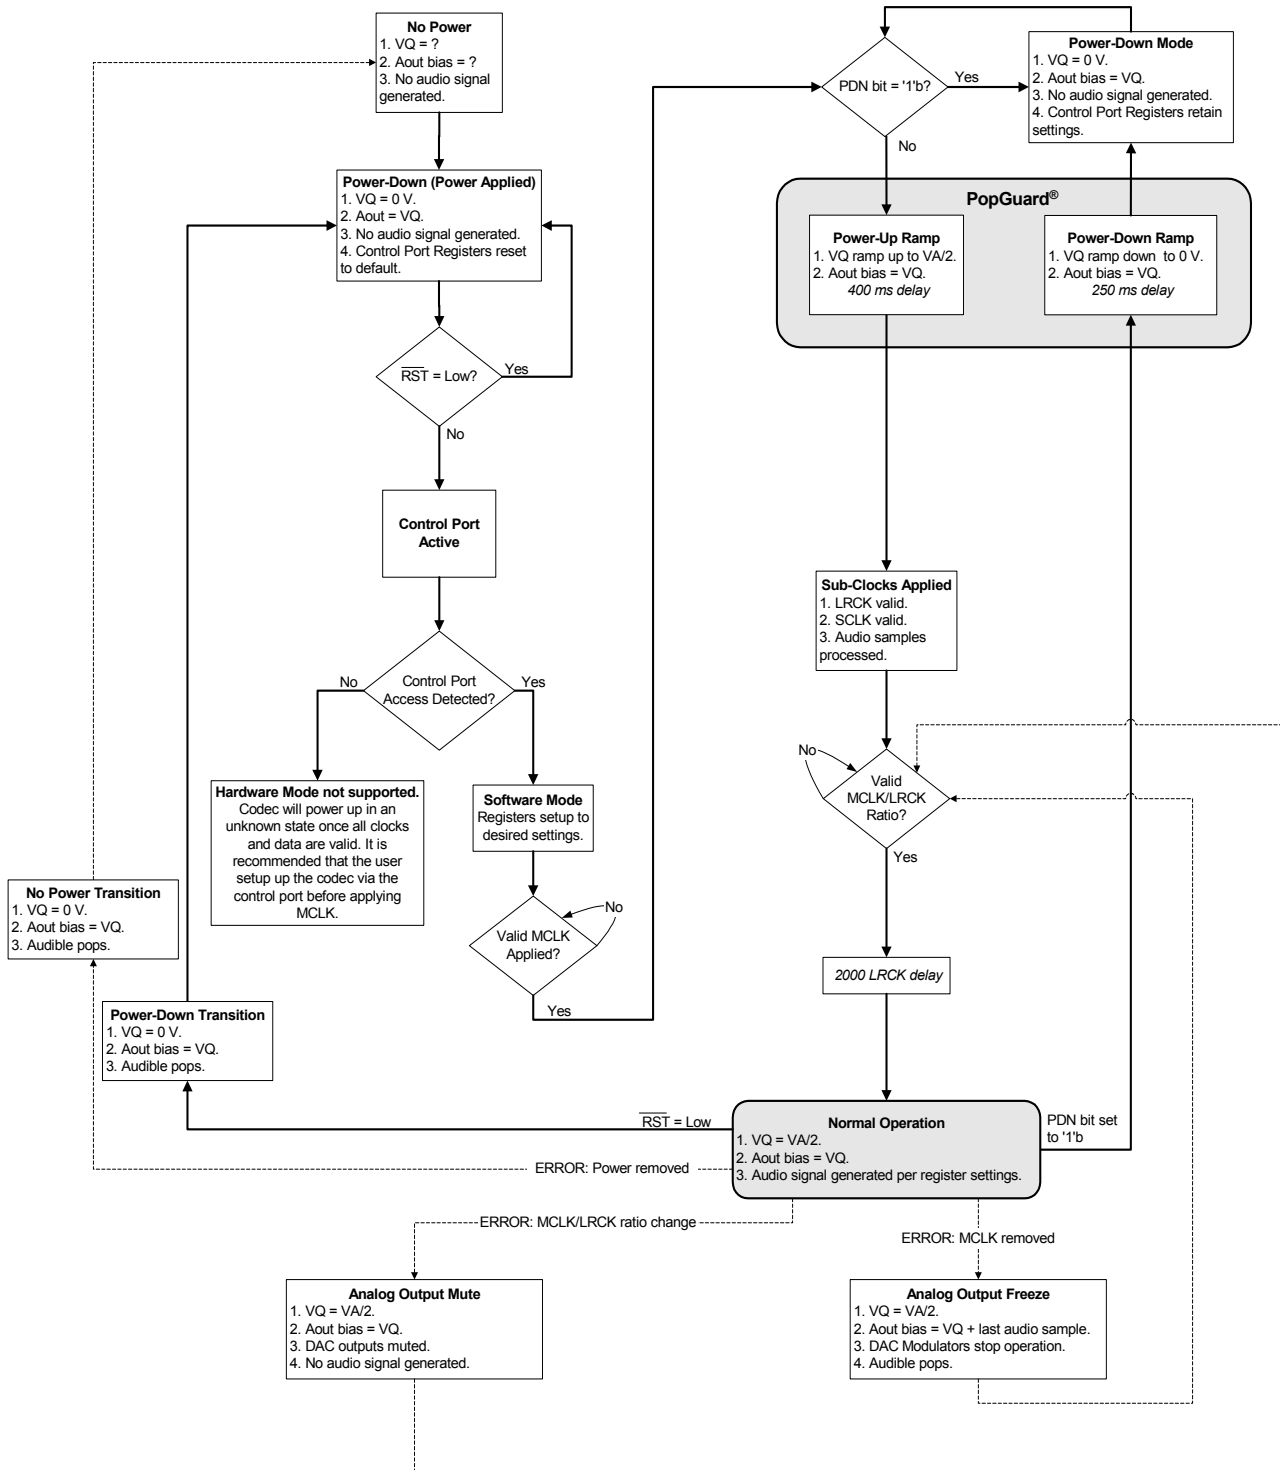 No Power
1. VQ = ?
2. Aout bias = ?
3. No audio signal
generated.
Power-Down (Power Applied)
1. VQ = 0 V.
2. Aout = VQ.
3. No audio signal generated.
4. Control Port Registers reset
to default.
RST = Low?
Yes
No
Control Port
Active
Control Port
Access Detected?
No
Yes
Hardware Mode not supported.
Codec will power up in an
unknown state once all clocks
and data are valid. It is
recommended that the user
setup up the codec via the
control port before applying
MCLK.
Software Mode
Registers setup to
desired settings.
Valid MCLK
Applied?
No
Yes
No Power Transition
1. VQ = 0 V.
2. Aout bias = VQ.
3. Audible pops.
Power-Down Transition
1. VQ = 0 V.
2. Aout bias = VQ.
3. Audible pops.
PDN bit = '1'b?
Yes
No
Power-Down Mode
1. VQ = 0 V.
2. Aout bias = VQ.
3. No audio signal generated.
4. Control Port Registers retain
settings.
PopGuard®
Power-Up Ramp
1. VQ ramp up to VA/2.
2. Aout bias = VQ.
400 ms delay
Power-Down Ramp
1. VQ ramp down to 0 V.
2. Aout bias = VQ.
250 ms delay
Sub-Clocks Applied
1. LRCK valid.
2. SCLK valid.
3. Audio samples
processed.
No
Valid
MCLK/LRCK
Ratio?
Yes
2000 LRCK delay
Normal Operation
1. VQ = VA/2.
2. Aout bias = VQ.
3. Audio signal generated per register settings.
RST = Low
PDN bit set
to '1'b
ERROR: Power removed
ERROR: MCLK/LRCK ratio change
ERROR: MCLK removed
Analog Output Mute
1. VQ = VA/2.
2. Aout bias = VQ.
3. DAC outputs muted.
4. No audio signal generated.
Analog Output Freeze
1. VQ = VA/2.
2. Aout bias = VQ + last audio sample.
3. DAC Modulators stop operation.
4. Audible pops.